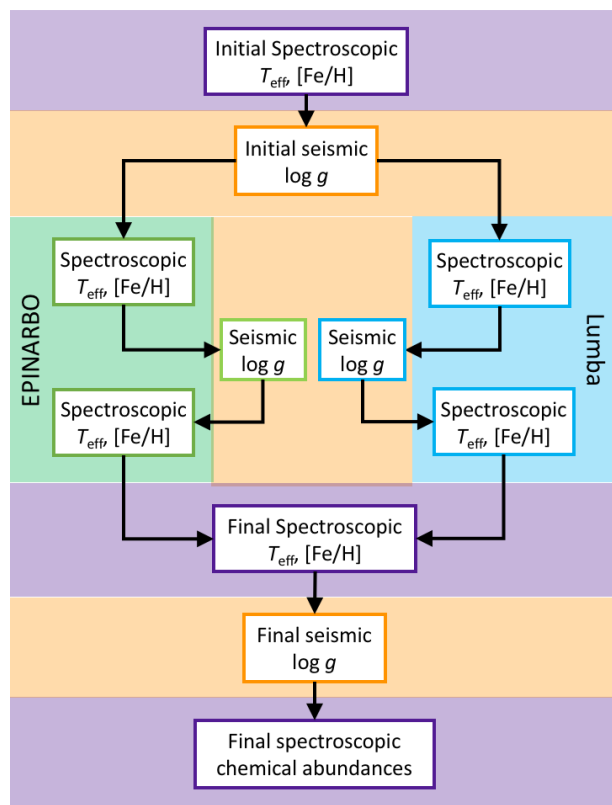 Initial Spectroscopic
Teff, [Fe/H]
Initial seismic
log g
EPINARBO
Spectroscopic
Teff, [Fe/H]
Seismic
log g
Spectroscopic
Teff, [Fe/H]
Spectroscopic
Teff, [Fe/H]
Seismic
log g
Spectroscopic
Teff, [Fe/H]
Lumba
Final Spectroscopic
Teff, [Fe/H]
Final seismic
log g
Final spectroscopic
chemical abundances